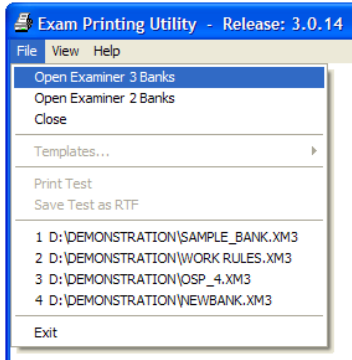 Exam Printing Utility - Release: 3.0.14
File View Help
Open Examiner 3 Banks
Open Examiner 2 Banks
Close
Templates...
Print Test
Save Test as RTF
1 D:\DEMONSTRATION\SAMPLE_BANK.XM3
2 D:\DEMONSTRATION\WORK RULES.XM3
3 D:\DEMONSTRATION\OSP_4.XM3
4 D:\DEMONSTRATION\NEWBANK.XM3
Exit